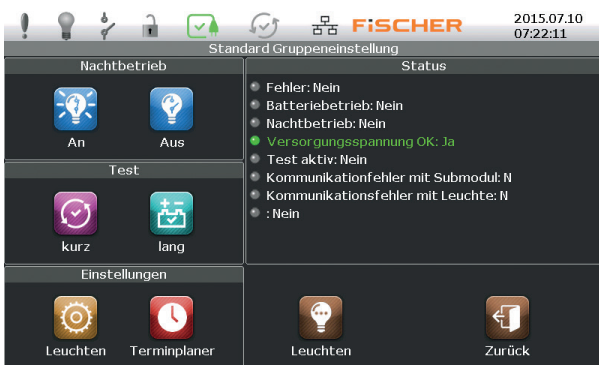 FiSCHER
2015.07.10
07:22:11
Standard Gruppeneinstellung
Nachtbetrieb
An
Aus
Test
kurz
lang
Einstellungen
Leuchten
Terminplaner
Status
Fehler: Nein
Batteriebetrieb: Nein
Nachtbetrieb: Nein
Versorgungsspannung OK: Ja
Test aktiv: Nein
Kommunikationfehler mit Submodul: N
Kommunikationsfehler mit Leuchte: N
: Nein
Leuchten
Zurück